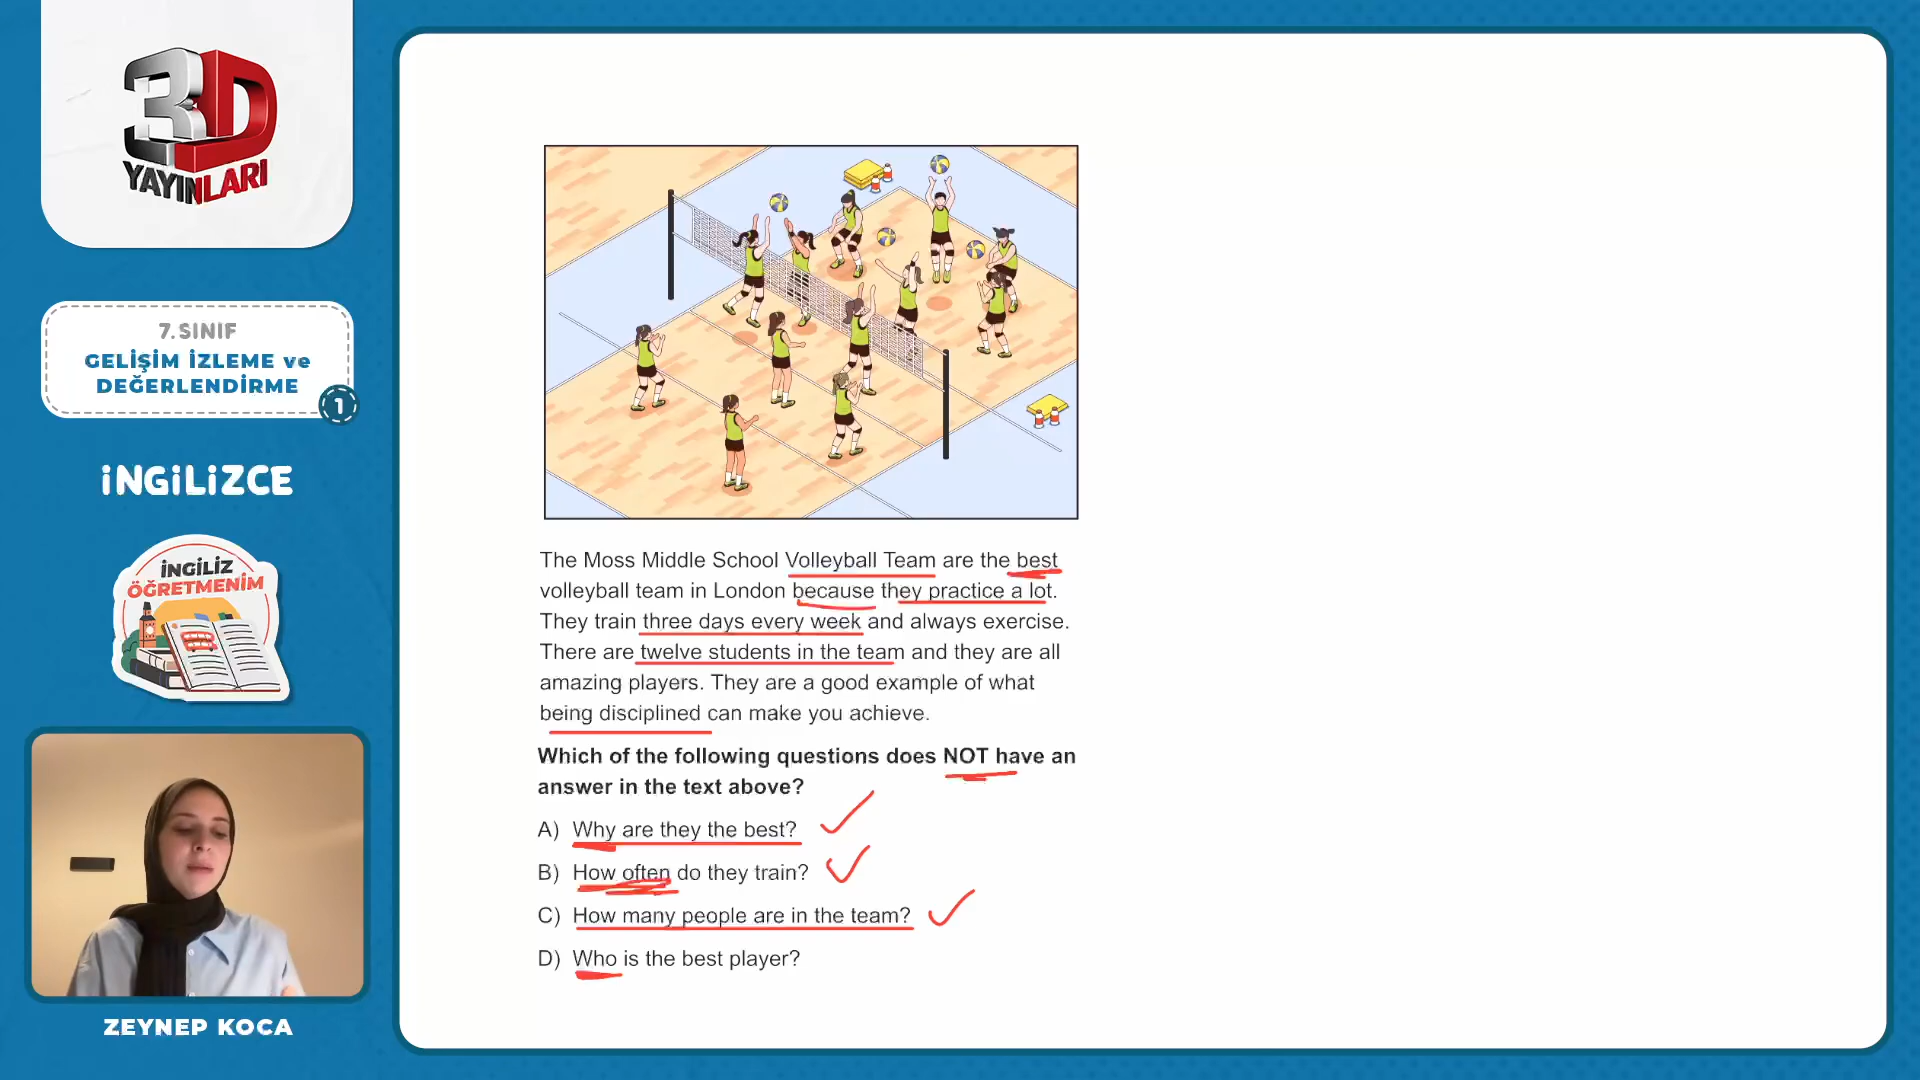 3D
YAYINLARI
7. SINIF
GELİŞİM İZLEME ve
DEĞERLENDİRME
1
İNGİLİZCE
İNGİLİZ
ÖĞRETMENİM
ZEYNEP KOCA
The Moss Middle School Volleyball Team are the best
volleyball team in London because they practice a lot.
They train three days every week and always exercise.
There are twelve students in the team and they are all
amazing players. They are a good example of what
being disciplined can make you achieve.
Which of the following questions does NOT have an
answer in the text above?
A) Why are they the best?
B) How often do they train?
C) How many people are in the team?
D) Who is the best player?